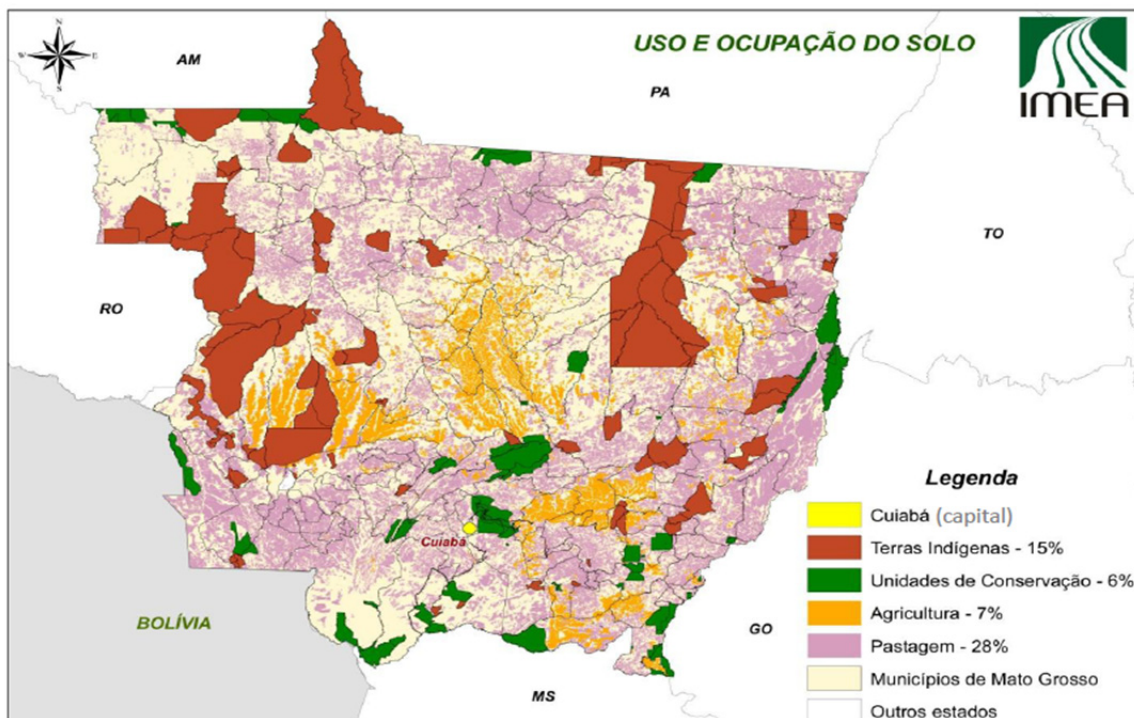 USO E OCUPAÇÃO DO SOLO
IMEA
N
W
E
S
AM
PA
TO
RO
Cuiabá
BOLÍVIA
GO
MS
Legenda
Cuiabá (capital)
Terras Indígenas - 15%
Unidades de Conservação - 6%
Agricultura - 7%
Pastagem - 28%
Municípios de Mato Grosso
Outros estados